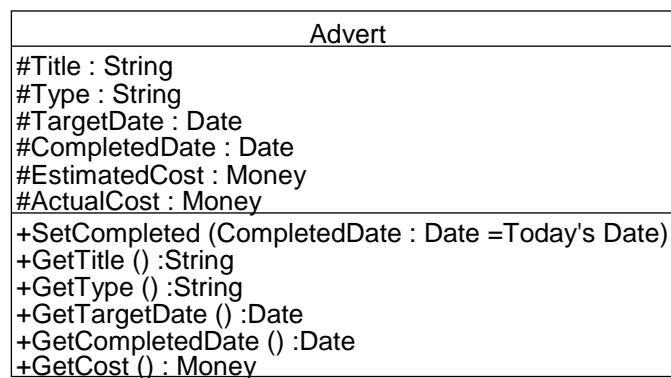 Advert
#Title : String
#Type : String
#TargetDate : Date
#CompletedDate : Date
#EstimatedCost : Money
#ActualCost : Money
+SetCompleted (CompletedDate : Date =Today's Date)
+GetTitle () :String
+GetType () :String
+GetTargetDate () :Date
+GetCompletedDate () :Date
+GetCost () : Money